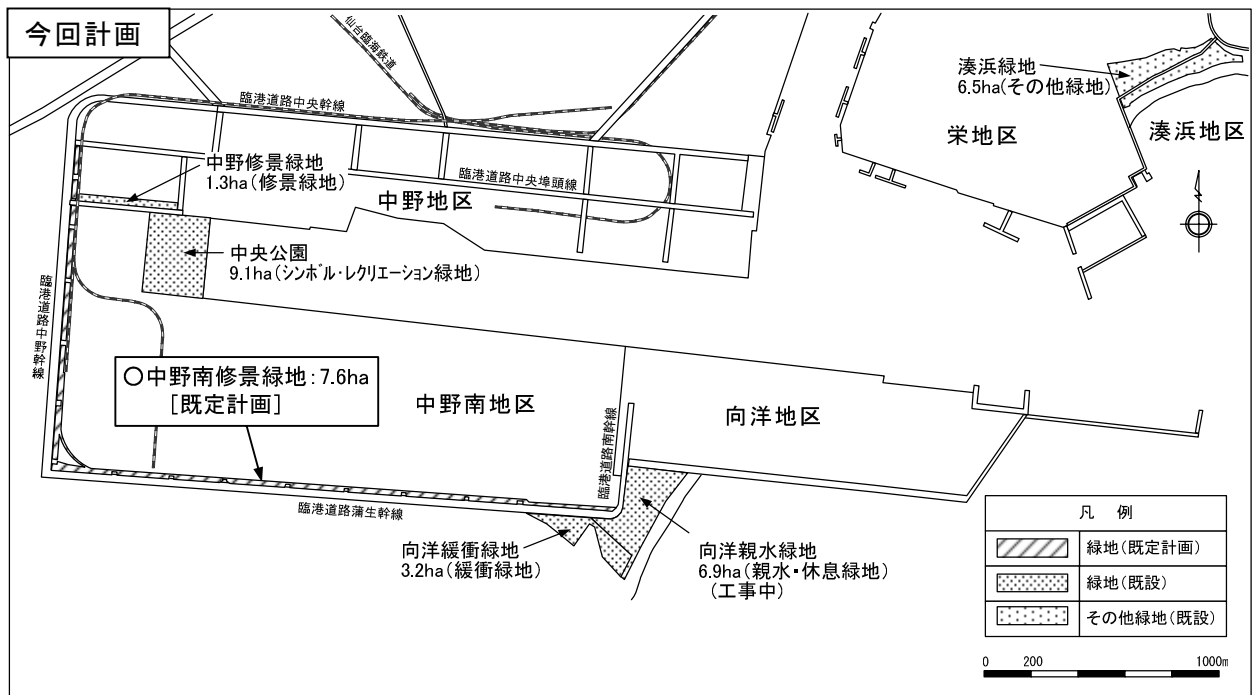 今回計画
仙台臨海鉄道
臨港道路中央幹線
湊浜緑地
6.5ha(その他緑地)
栄地区
湊浜地区
中野修景緑地
1.3ha(修景緑地)
臨港道路中央埠頭線
中野地区
中央公園
9.1ha(シンボル・レクリエーション緑地)
臨港道路中野幹線
○中野南修景緑地:7.6ha
[既定計画]
中野南地区
臨港道路南幹線
向洋地区
臨港道路蒲生幹線
向洋緩衝緑地
3.2ha(緩衝緑地)
向洋親水緑地
6.9ha(親水・休息緑地)
(工事中)
凡 例
緑地(既定計画)
緑地(既設)
その他緑地(既設)
0 200 1000m